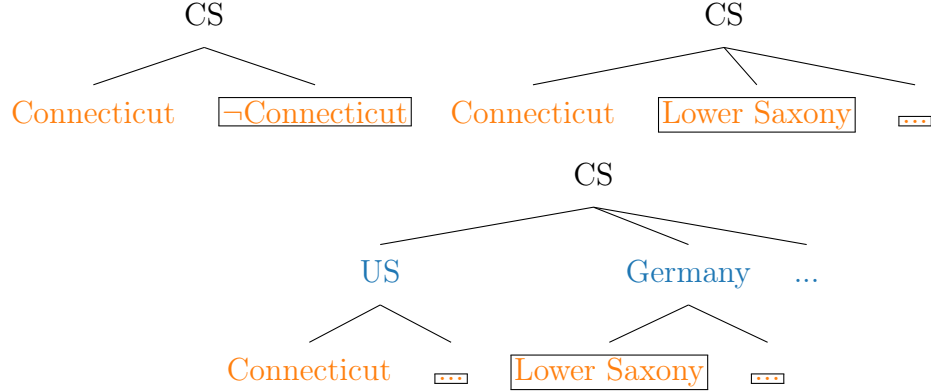 CS CS
Connecticut ¬Connecticut Connecticut Lower Saxony ...
CS
US Germany ...
Connecticut ... Lower Saxony ...